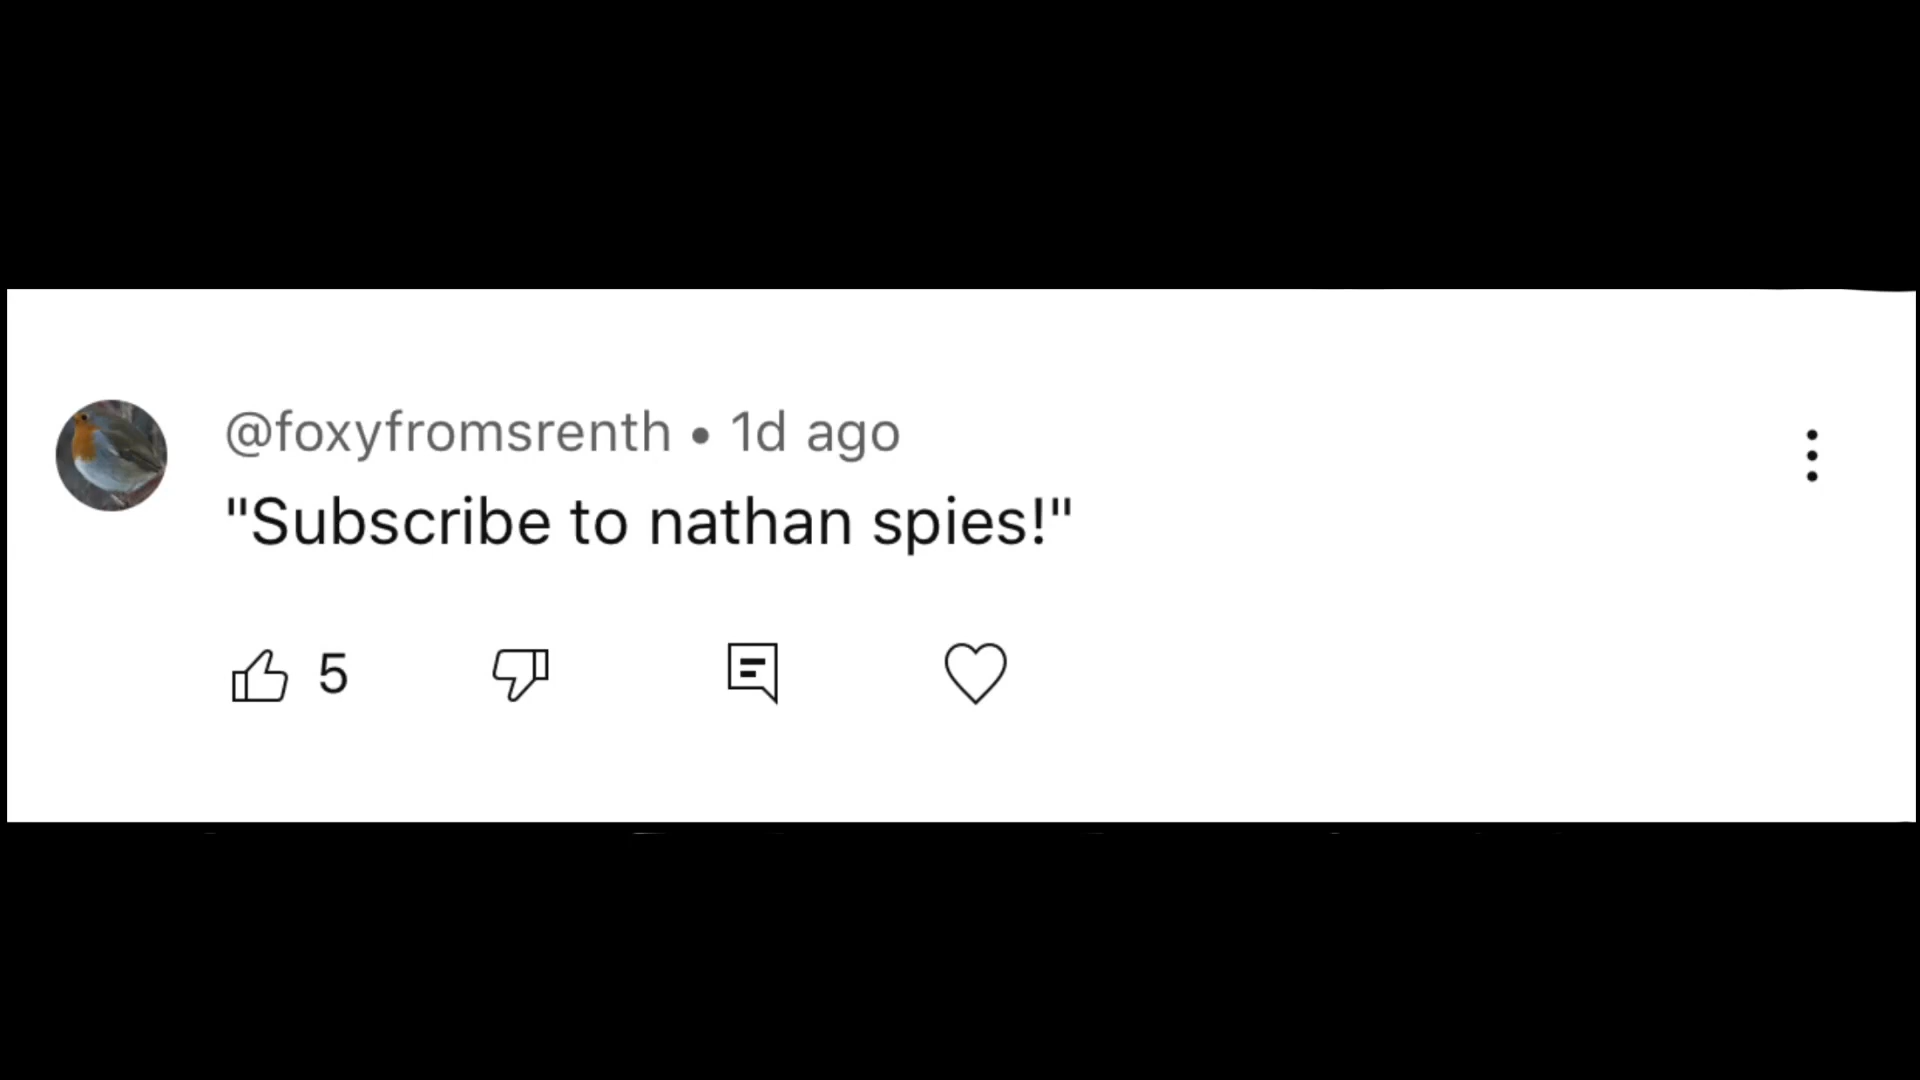 @foxyfromsrenth • 1d ago
"Subscribe to nathan spies!"
5